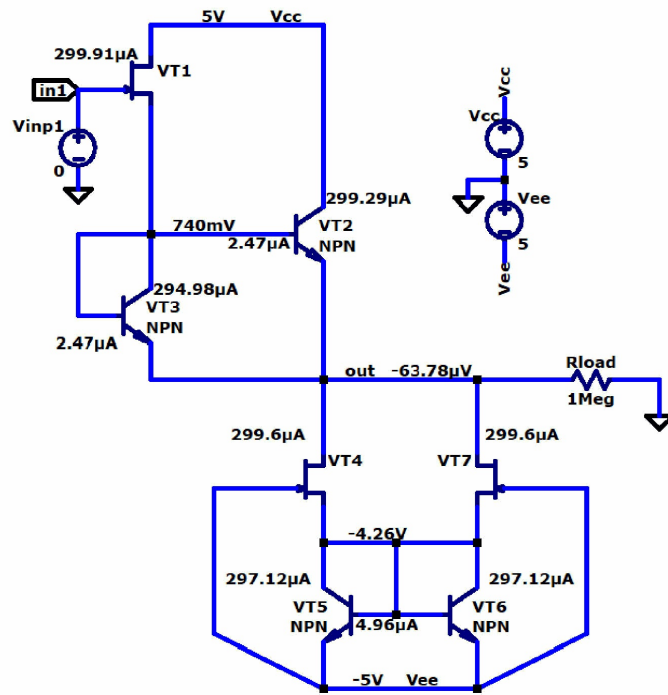 5V Vcc
299.91µA
VT1
in1
Vinp1
0
Vcc
Vcc
5
Vee
5
Vee
299.29µA
740mV
2.47µA
VT2
NPN
294.98µA
VT3
NPN
2.47µA
out -63.78µV
Rload
1Meg
299.6µA
299.6µA
VT4
VT7
-4.26V
297.12µA
297.12µA
VT5
NPN
4.96µA
VT6
NPN
-5V Vee